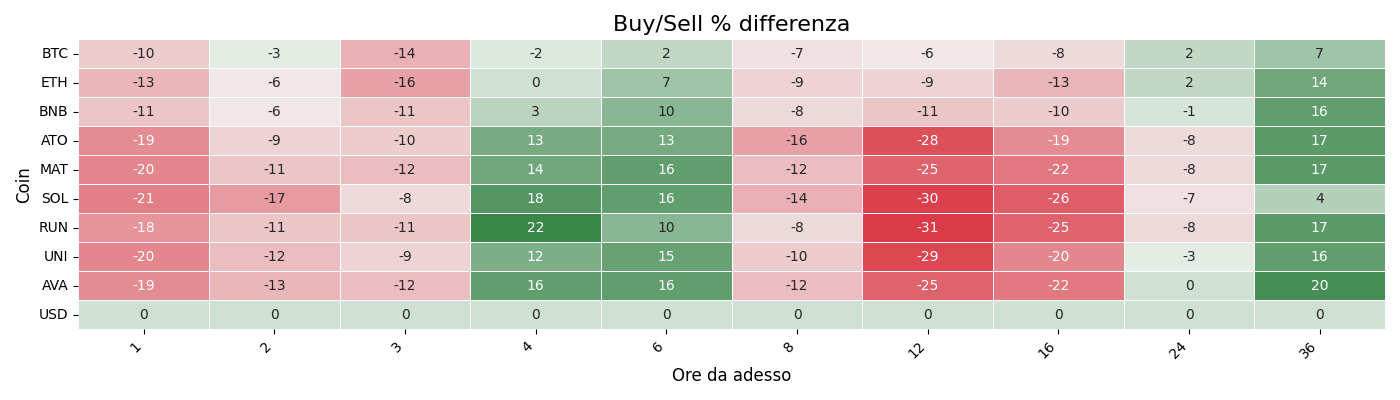 Buy/Sell % differenza
BTC -10 -3 -14 -2 2 -7 -6 -8 2 7
ETH -13 -6 -16 0 7 -9 -9 -13 2 14
BNB -11 -6 -11 3 10 -8 -11 -10 -1 16
ATO -19 -9 -10 13 13 -16 -28 -19 -8 17
MAT -20 -11 -12 14 16 -12 -25 -22 -8 17
SOL -21 -17 -8 18 16 -14 -30 -26 -7 4
RUN -18 -11 -11 22 10 -8 -31 -25 -8 17
UNI -20 -12 -9 12 15 -10 -29 -20 -3 16
AVA -19 -13 -12 16 16 -12 -25 -22 0 20
USD 0 0 0 0 0 0 0 0 0 0
Coin
1 2 3 4 6 8 12 16 24 36
Ore da adesso